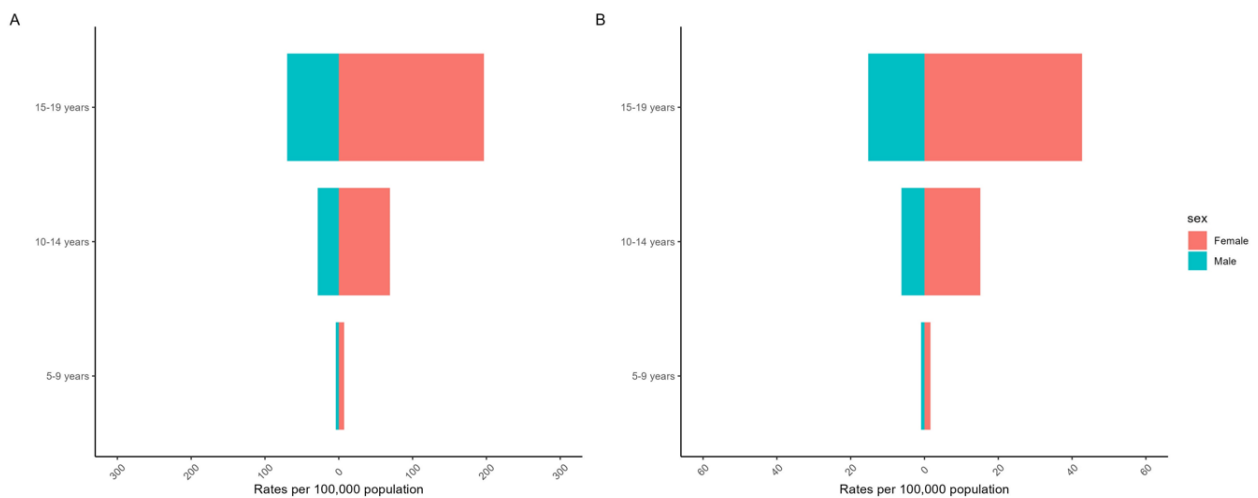 A
15-19 years
10-14 years
5-9 years
300
200
100
0
100
200
300
Rates per 100,000 population
B
15-19 years
10-14 years
5-9 years
60
40
20
0
20
40
60
Rates per 100,000 population
sex
Female
Male